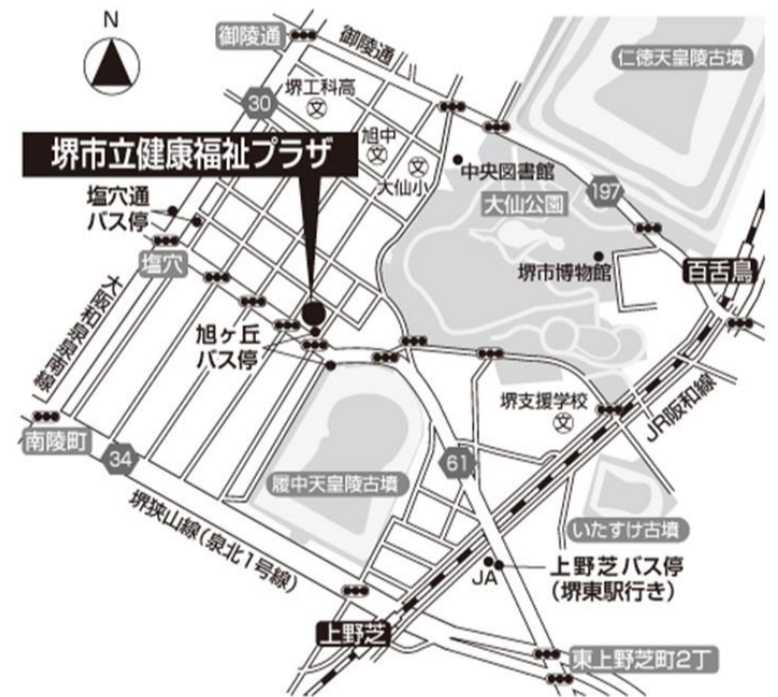 N
御陵通
御陵通
仁徳天皇陵古墳
堺工科高
文
30
旭中
文
堺市立健康福祉プラザ
文
大仙小
中央図書館
大仙公園
197
塩穴通
バス停
塩穴
堺市博物館
百舌鳥
大阪和泉泉南線
旭ヶ丘
バス停
堺支援学校
文
JR阪和線
南陵町
34
61
履中天皇陵古墳
堺狭山線(泉北1号線)
いたすけ古墳
JA
上野芝バス停
(堺東駅行き)
上野芝
東上野芝町2丁